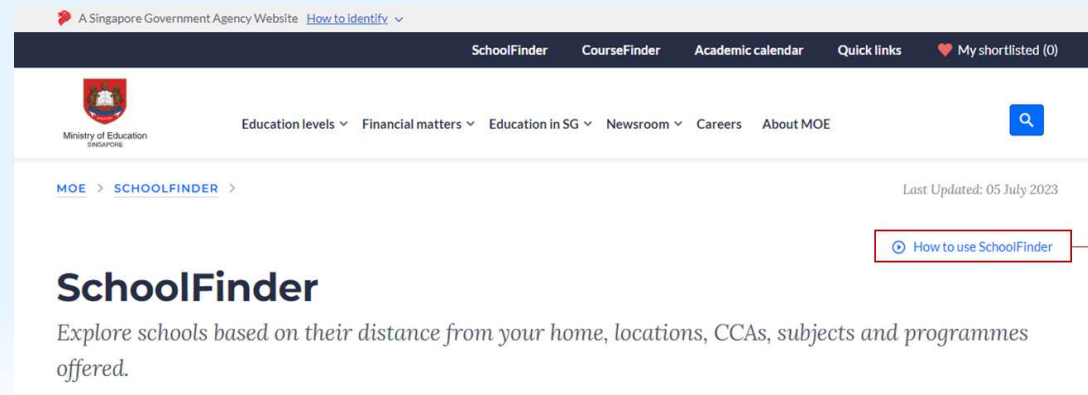 A Singapore Government Agency Website How to identify
SchoolFinder CourseFinder Academic calendar Quick links My shortlisted (0)
Ministry of Education
SINGAPORE
Education levels Financial matters Education in SG Newsroom Careers About MOE
MOE > SCHOOLFINDER >
Last Updated: 05 July 2023
How to use SchoolFinder
SchoolFinder
Explore schools based on their distance from your home, locations, CCAs, subjects and programmes
offered.